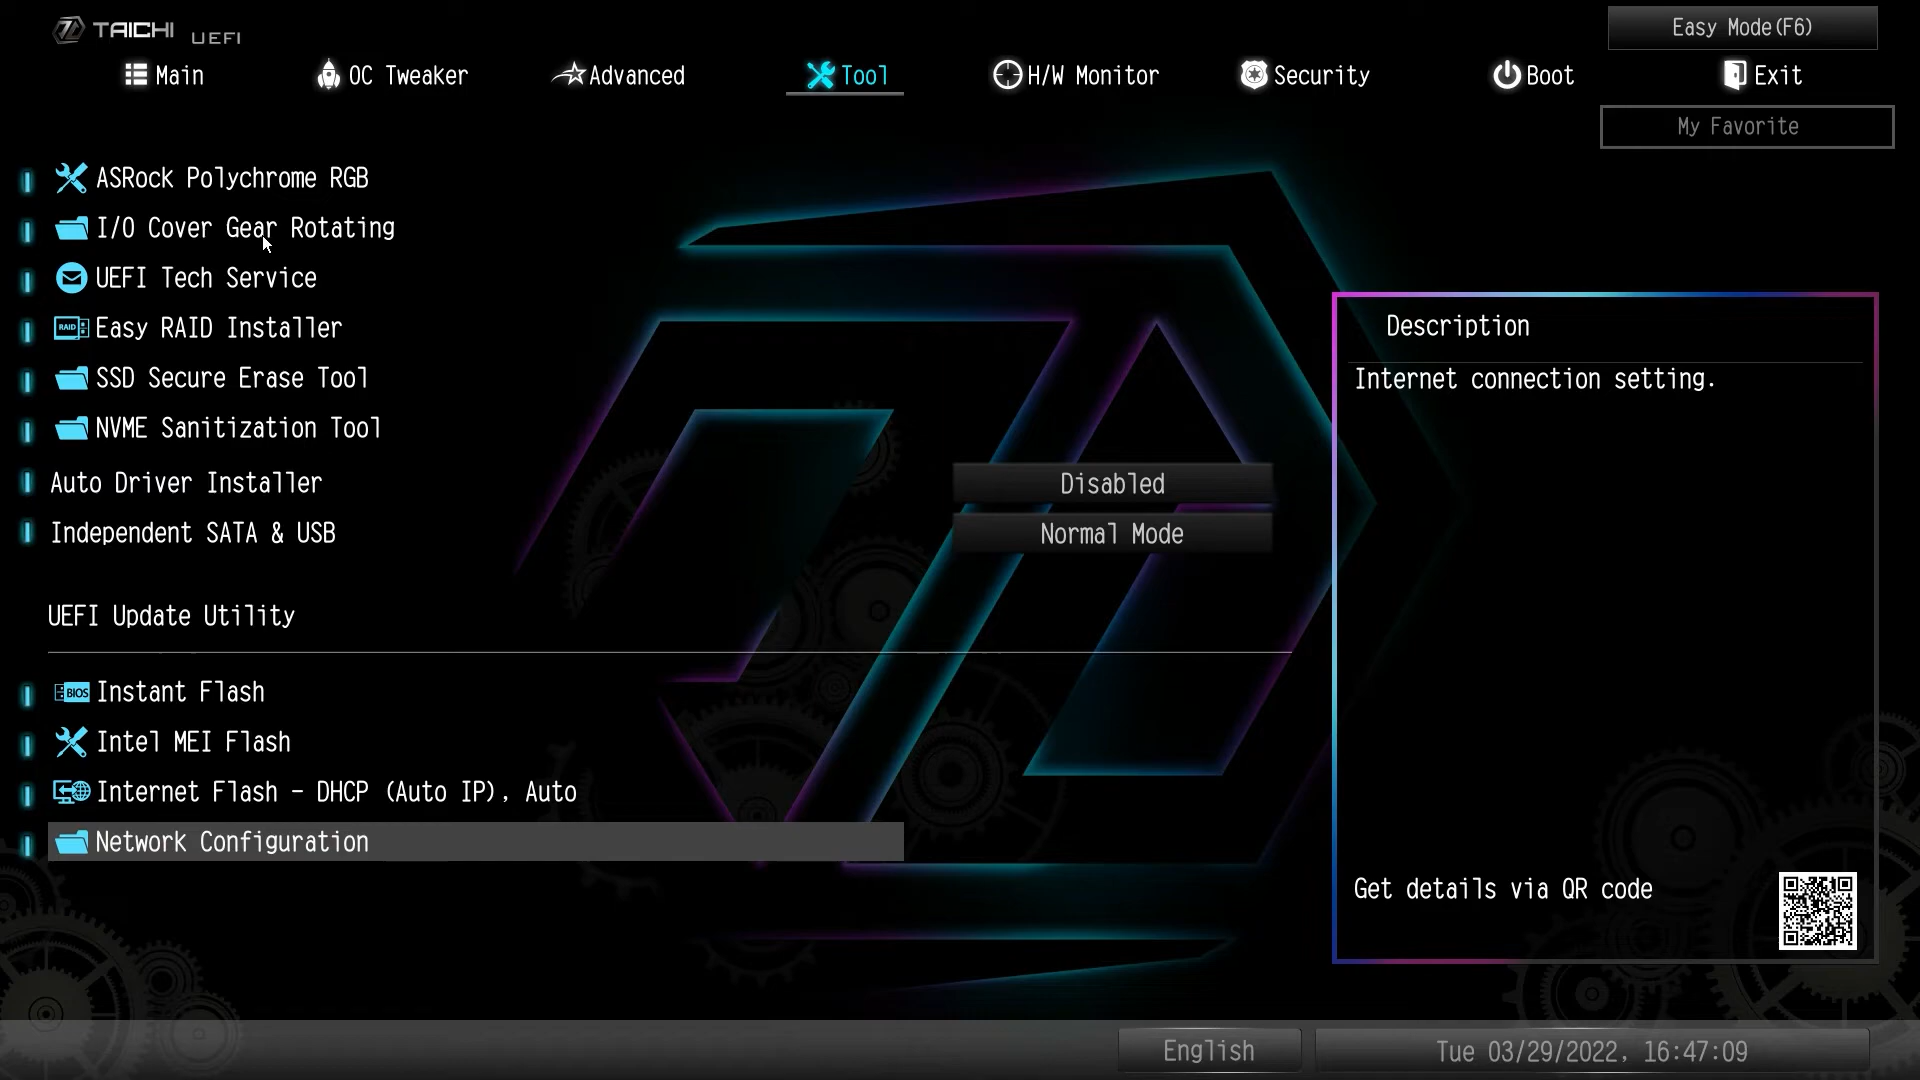 TAICHI UEFI
Easy Mode(F6)
Main
OC Tweaker
Advanced
Tool
H/W Monitor
Security
Boot
Exit
My Favorite
ASRock Polychrome RGB
I/O Cover Gear Rotating
UEFI Tech Service
RAID Easy RAID Installer
SSD Secure Erase Tool
NVME Sanitization Tool
Auto Driver Installer
Disabled
Independent SATA & USB
Normal Mode
UEFI Update Utility
BIOS Instant Flash
Intel MEI Flash
Internet Flash - DHCP (Auto IP), Auto
Network Configuration
Description
Internet connection setting.
Get details via QR code
English
Tue 03/29/2022, 16:47:09